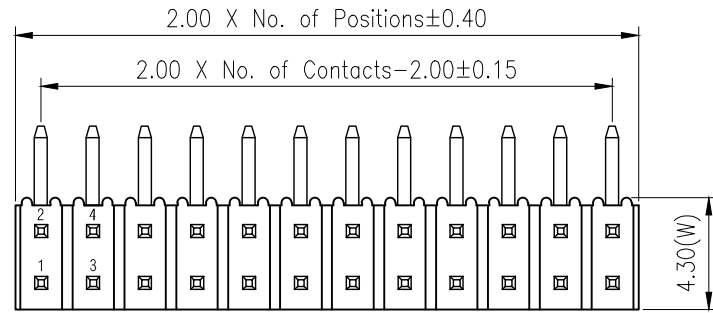 2.00 X No. of Positions±0.40
2.00 X No. of Contacts-2.00±0.15
2 4
1 3
4.30(W)